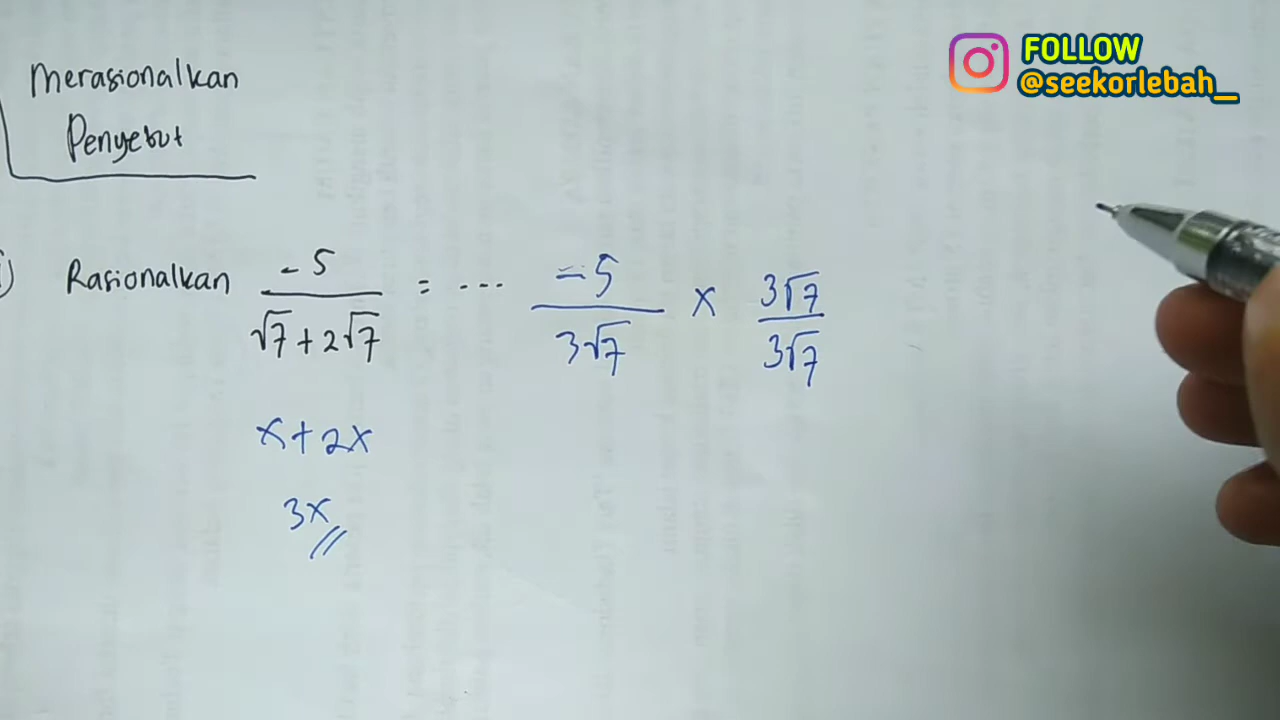 Merasionalkan
Penyebut
FOLLOW
@seekorlebah_
Rasionalkan -5/(√7+2√7) = ... -5/(3√7) x 3√7/(3√7)
x+2x
3x